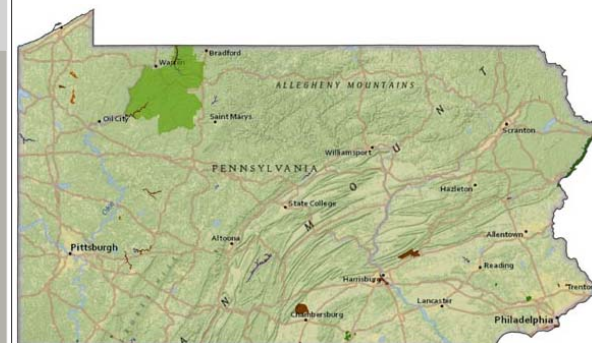 Bradford
Warren
ALLEGHENY MOUNTAINS
Oil City
Saint Marys
Scranton
Williamsport
PENNSYLVANIA
Hazleton
State College
Altoona
Allentown
Pittsburgh
Reading
Harrisburg
Trenton
Lancaster
Chambersburg
Philadelphia
M O U N T
A N